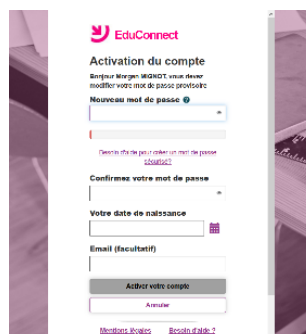 EduConnect
Activation du compte
Bonjour Morgan MIGNOT, vous devez
modifier votre mot de passe provisoire
Nouveau mot de passe ?
Besoin d'aide pour créer un mot de passe
sécurisé?
Confirmez votre mot de passe
Votre date de naissance
Email (facultatif)
Activer votre compte
Annuler
Mentions légales Besoin d'aide ?